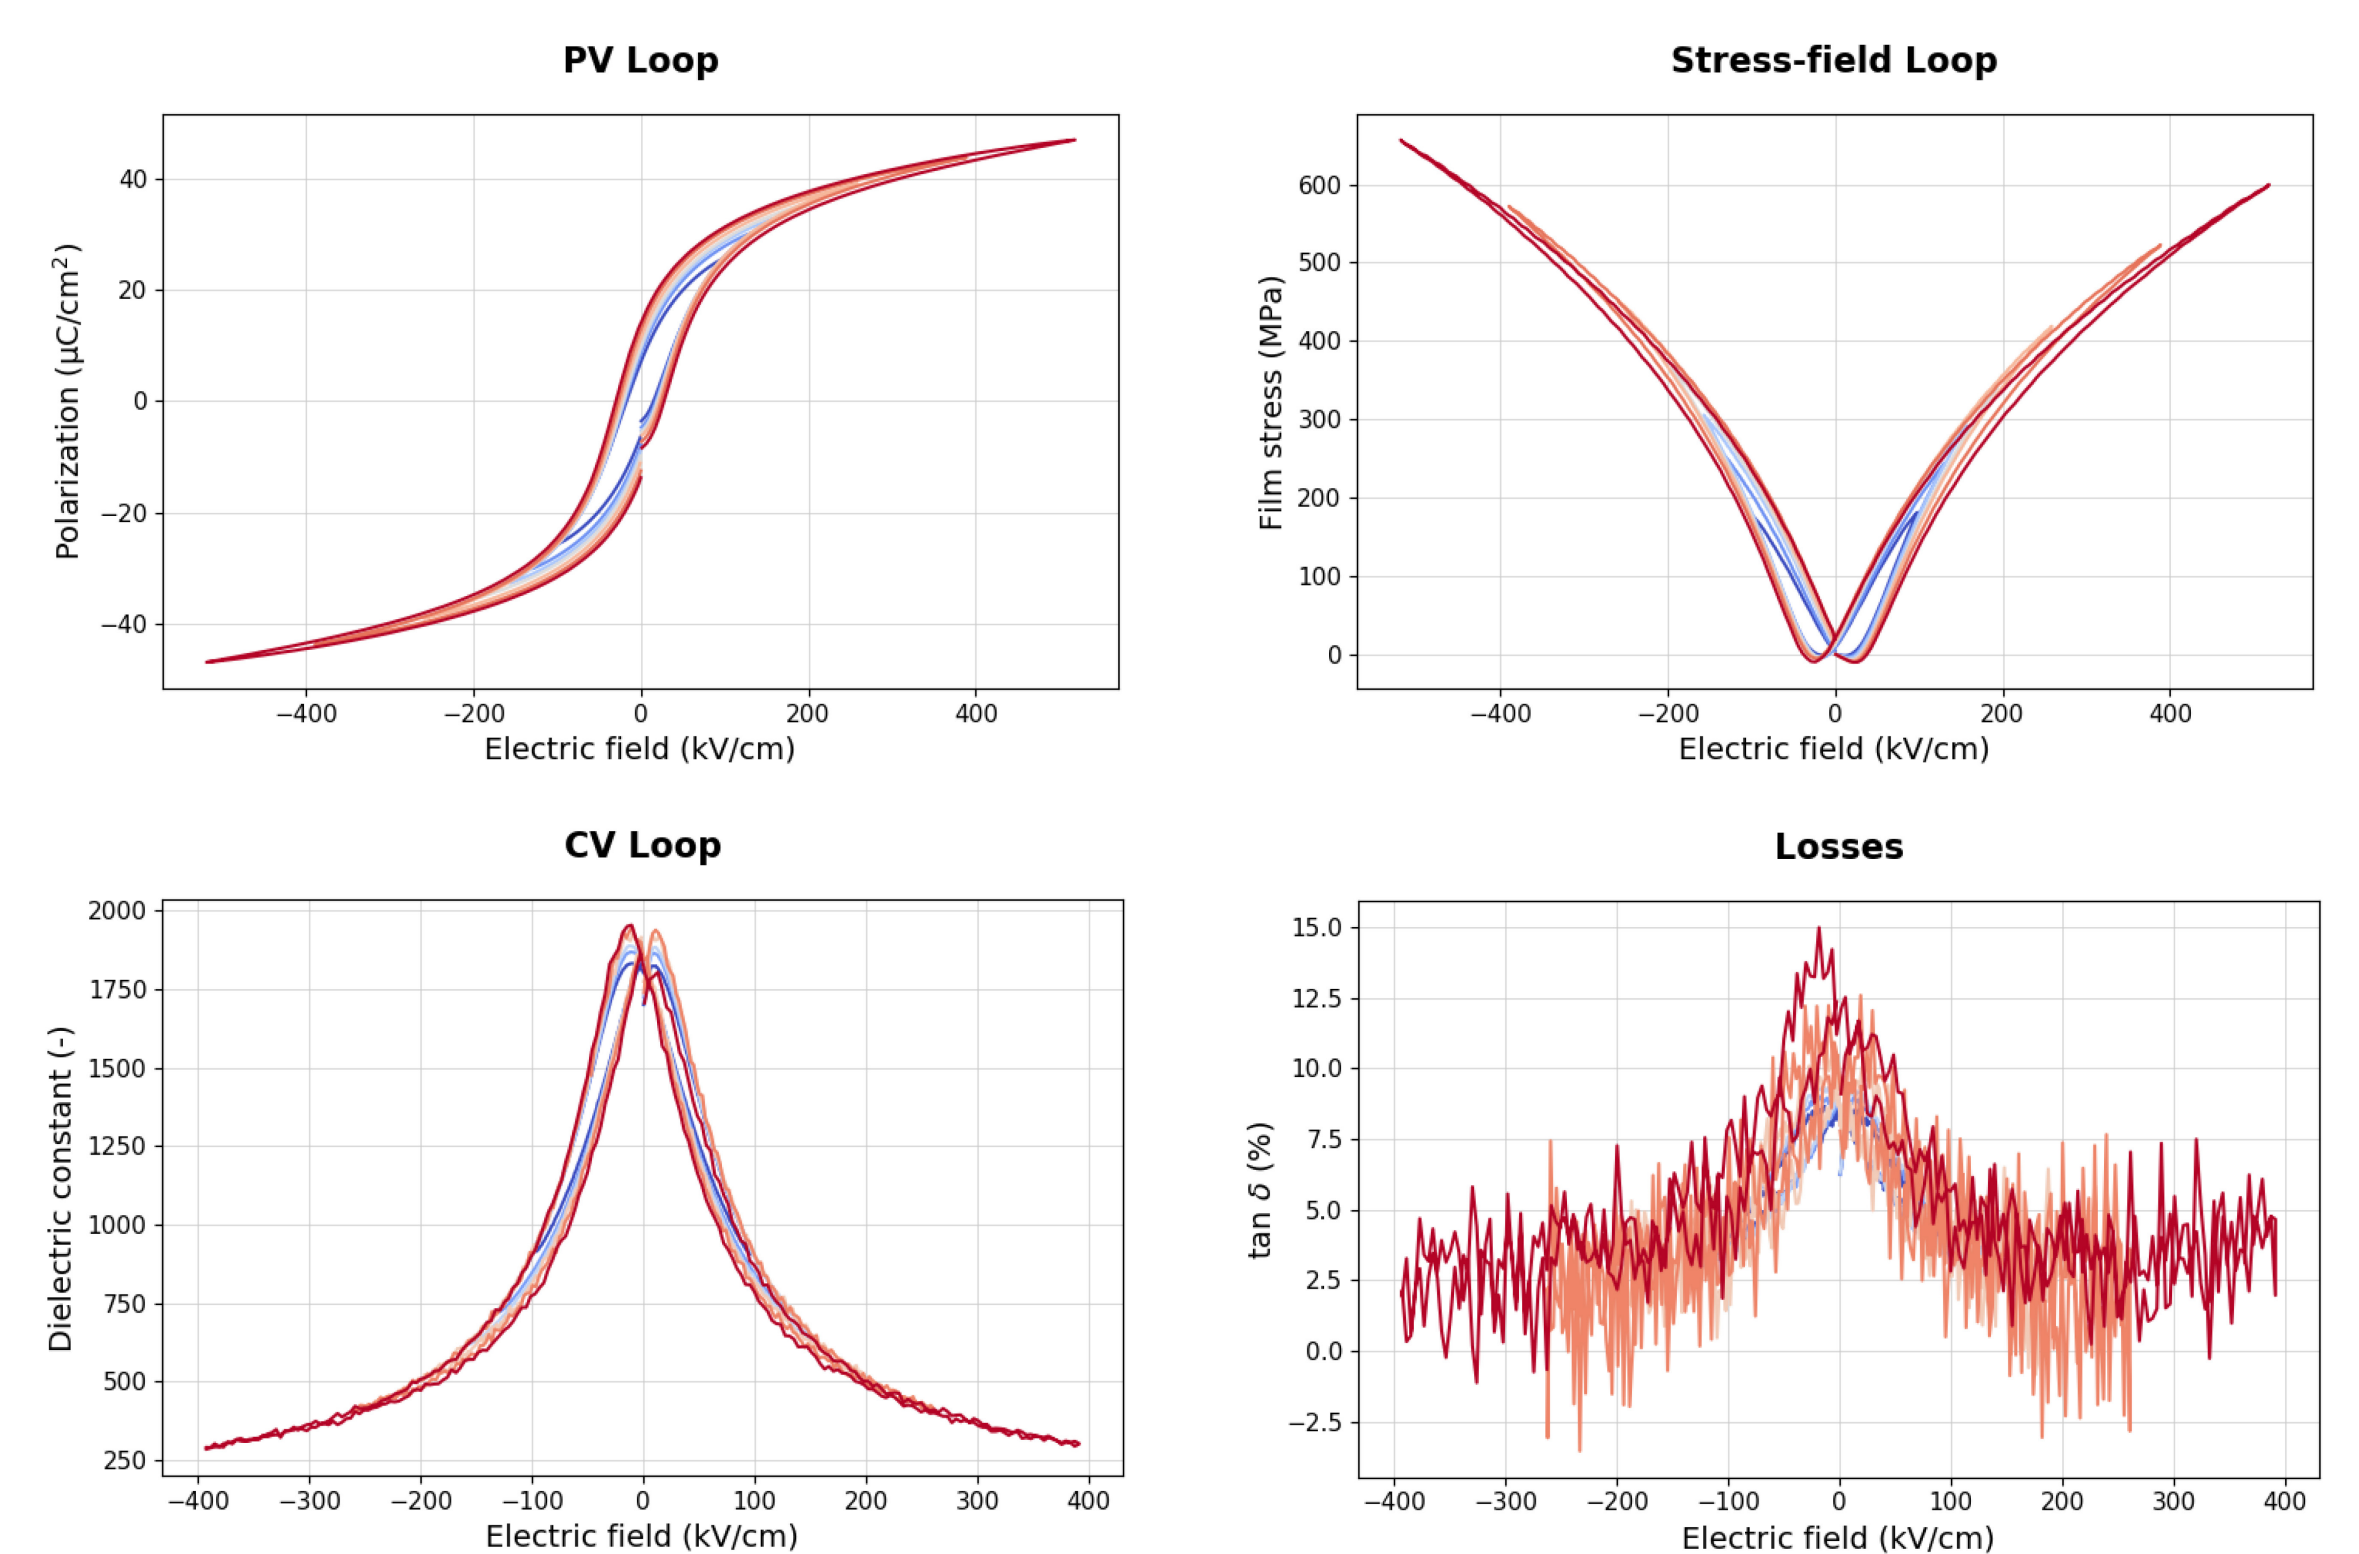 PV Loop
40
20
0
−20
−40
Polarization (µC/cm²)
−400 −200 0 200 400
Electric field (kV/cm)
Stress-field Loop
600
500
400
300
200
100
0
Film stress (MPa)
−400 −200 0 200 400
Electric field (kV/cm)
CV Loop
2000
1750
1500
1250
1000
750
500
250
Dielectric constant (-)
−400 −300 −200 −100 0 100 200 300 400
Electric field (kV/cm)
Losses
15.0
12.5
10.0
7.5
5.0
2.5
0.0
−2.5
tan δ (%)
−400 −300 −200 −100 0 100 200 300 400
Electric field (kV/cm)